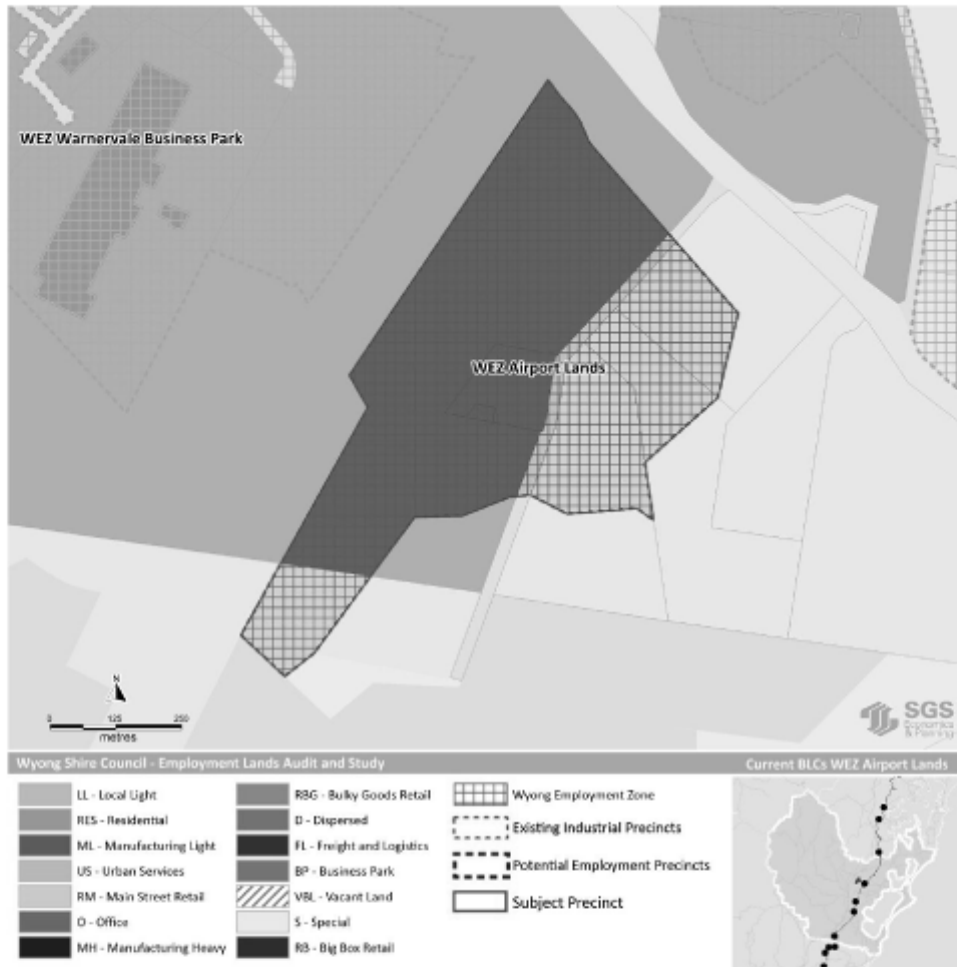 WEZ Warnervale Business Park
WEZ Airport Lands
N
0 125 250
metres
SGS
Economics
& Planning
Wyong Shire Council - Employment Lands Audit and Study
Current BLCs WEZ Airport Lands
LL - Local Light
RES - Residential
ML - Manufacturing Light
US - Urban Services
RM - Main Street Retail
O - Office
MH - Manufacturing Heavy
RBG - Bulky Goods Retail
D - Dispersed
FL - Freight and Logistics
BP - Business Park
VBL - Vacant Land
S - Special
RB - Big Box Retail
Wyong Employment Zone
Existing Industrial Precincts
Potential Employment Precincts
Subject Precinct